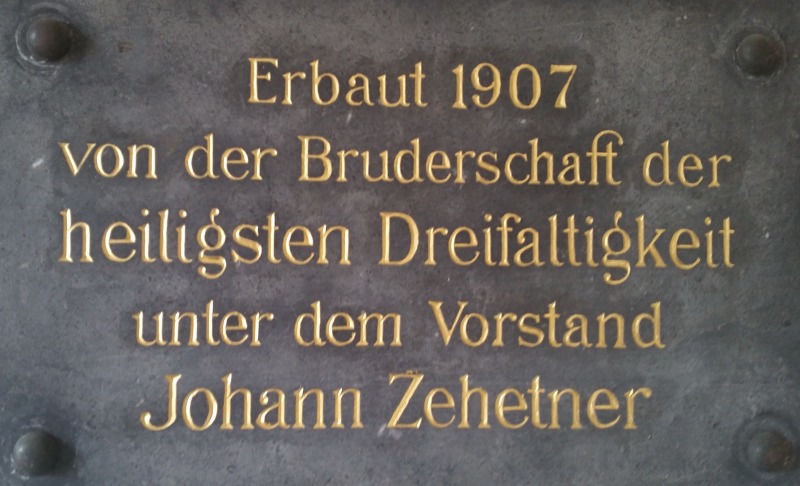 Erbaut 1907
von der Bruderschaft der
heiligsten Dreifaltigkeit
unter dem Vorstand
Johann Zehetner